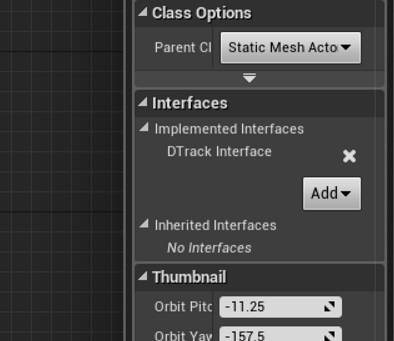 Class Options
Parent Cl
Static Mesh Acto
Interfaces
Implemented Interfaces
DTrack Interface
Add
Inherited Interfaces
No Interfaces
Thumbnail
Orbit Pitc
-11.25
Orbit Yaw
-157.5